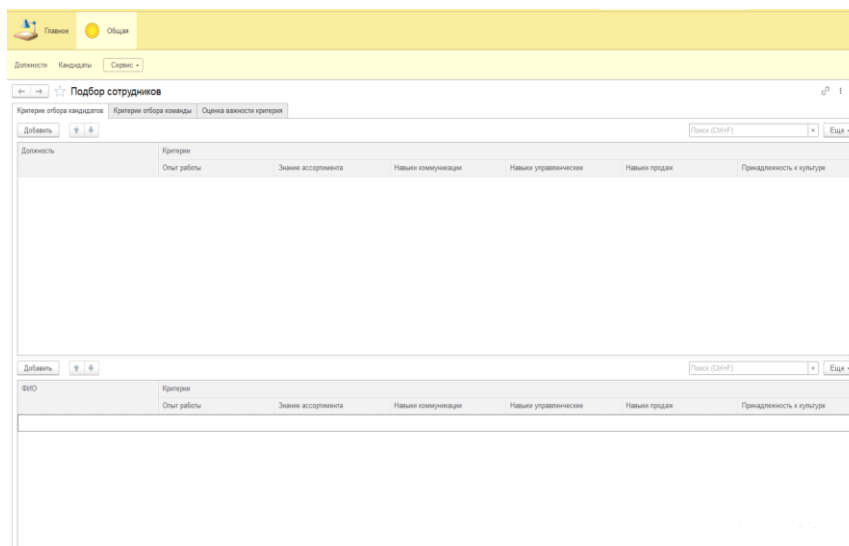 Главное Общая
Должности Кандидаты Сервис
Подбор сотрудников
Критерии отбора кандидатов Критерии отбора команды Оценка важности критерия
Добавить Поиск (Ctrl+F) × Еще
Должность Критерии
Опыт работы Знание ассортимента Навыки коммуникации Навыки управленческие Навыки продаж Принадлежность к культуре
Добавить Поиск (Ctrl+F) × Еще
ФИО Критерии
Опыт работы Знание ассортимента Навыки коммуникации Навыки управленческие Навыки продаж Принадлежность к культуре